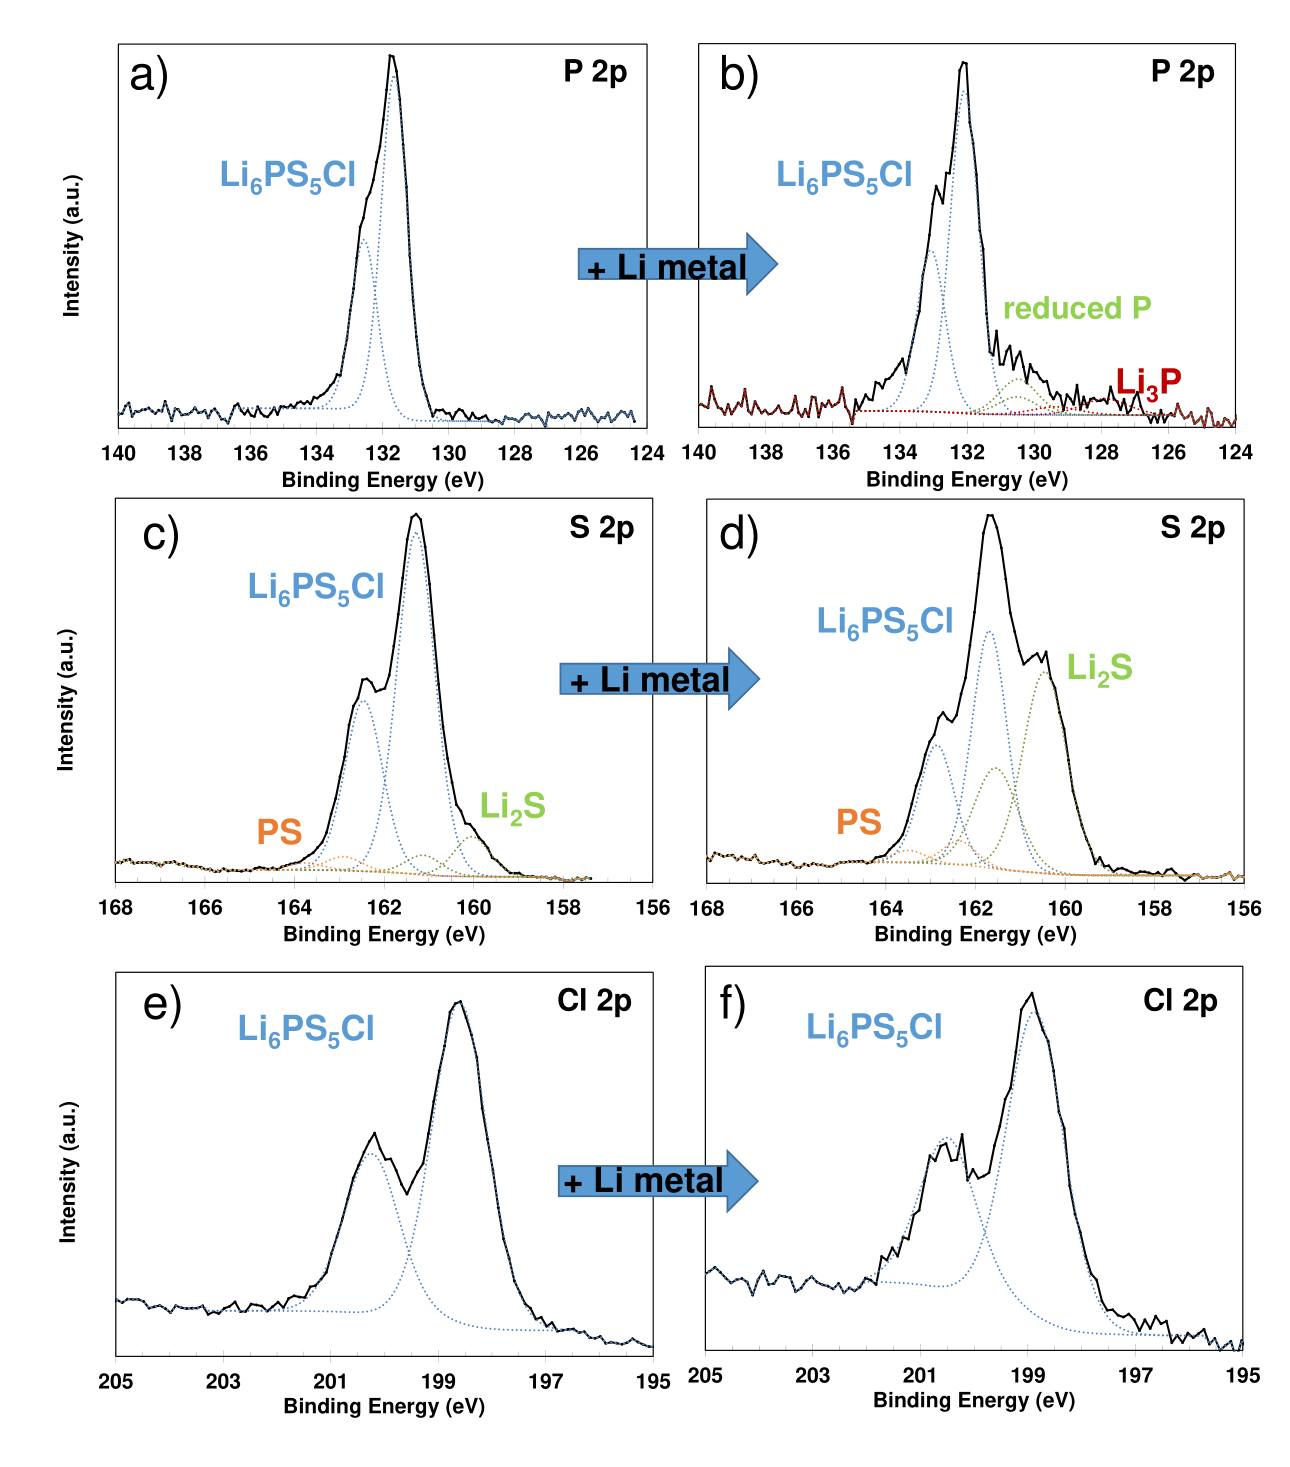 a)
P 2p
Li6PS5Cl
Intensity (a.u.)
140 138 136 134 132 130 128 126 124
Binding Energy (eV)
+ Li metal
b)
P 2p
Li6PS5Cl
reduced P
Li3P
140 138 136 134 132 130 128 126 124
Binding Energy (eV)
c)
S 2p
Li6PS5Cl
PS
Li2S
Intensity (a.u.)
168 166 164 162 160 158 156
Binding Energy (eV)
+ Li metal
d)
S 2p
Li6PS5Cl
Li2S
PS
168 166 164 162 160 158 156
Binding Energy (eV)
e)
Cl 2p
Li6PS5Cl
Intensity (a.u.)
205 203 201 199 197 195
Binding Energy (eV)
+ Li metal
f)
Cl 2p
Li6PS5Cl
205 203 201 199 197 195
Binding Energy (eV)